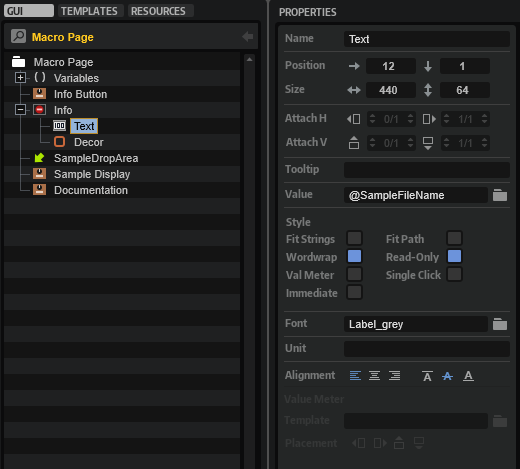 GUI TEMPLATES RESOURCES
Macro Page
Macro Page
( ) Variables
Info Button
Info
Text
Decor
SampleDropArea
Sample Display
Documentation
PROPERTIES
Name Text
Position 12 1
Size 440 64
Attach H 0/1 1/1
Attach V 0/1 1/1
Tooltip
Value @SampleFileName
Style
Fit Strings Fit Path
Wordwrap Read-Only
Val Meter Single Click
Immediate
Font Label_grey
Unit
Alignment A A A
Value Meter
Template
Placement